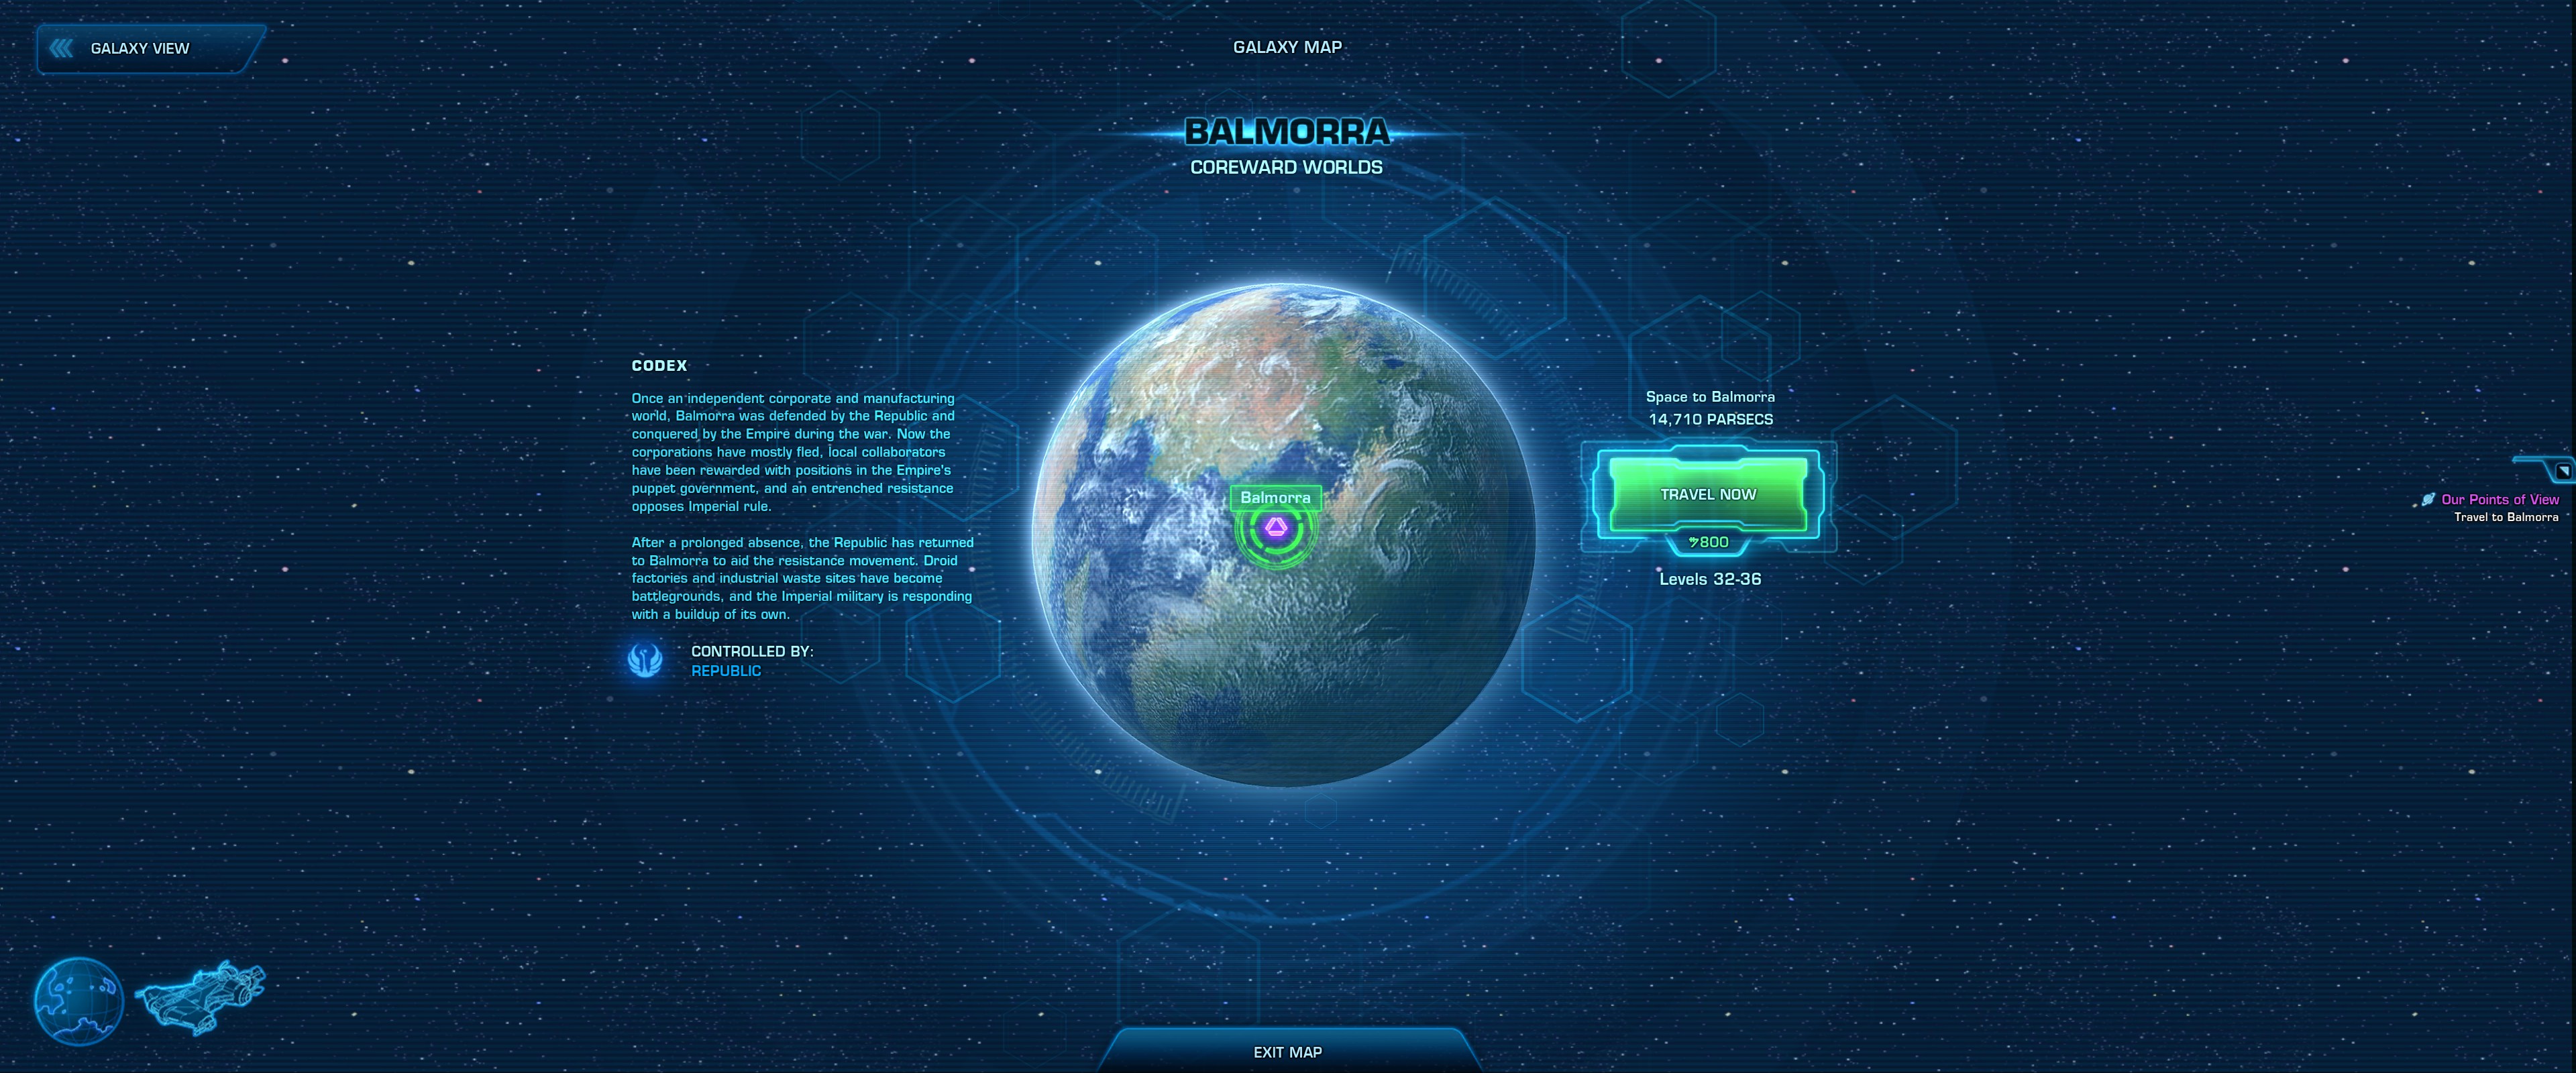 GALAXY VIEW
GALAXY MAP
BALMORRA
COREWARD WORLDS
CODEX
Once an independent corporate and manufacturing
world, Balmorra was defended by the Republic and
conquered by the Empire during the war. Now the
corporations have mostly fled, local collaborators
have been rewarded with positions in the Empire's
puppet government, and an entrenched resistance
opposes Imperial rule.
After a prolonged absence, the Republic has returned
to Balmorra to aid the resistance movement. Droid
factories and industrial waste sites have become
battlegrounds, and the Imperial military is responding
with a buildup of its own.
CONTROLLED BY:
REPUBLIC
Balmorra
Space to Balmorra
14,710 PARSECS
TRAVEL NOW
800
Levels 32-36
Our Points of View
Travel to Balmorra
EXIT MAP